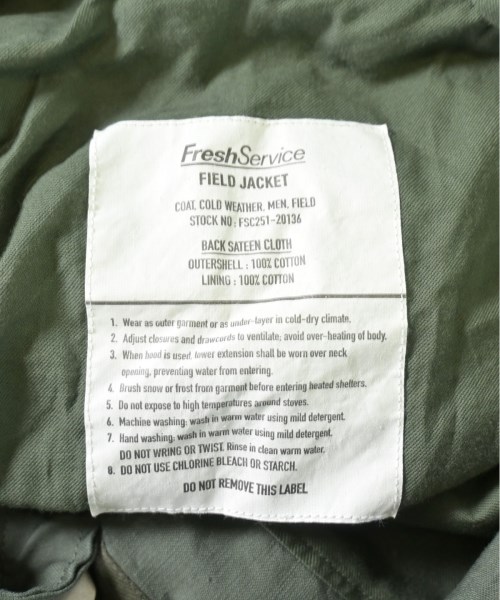 FreshService
FIELD JACKET
COAT, COLD WEATHER, MEN, FIELD
STOCK NO; FSC251-20136
BACK SATEEN CLOTH
OUTERSHELL ; 100% COTTON
LINING ; 100% COTTON
1. Wear as outer garment or as under-layer in cold-dry climate.
2. Adjust closures and drawcords to ventilate; avoid over-heating of body.
3. When hood is used, lower extension shall be worn over neck
opening, preventing water from entering.
4. Brush snow or frost from garment before entering heated shelters.
5. Do not expose to high temperatures around stoves.
6. Machine washing; wash in warm water using mild detergent.
7. Hand washing; wash in warm water using mild detergent.
DO NOT WRING OR TWIST. Rinse in clean warm water.
8. DO NOT USE CHLORINE BLEACH OR STARCH.
DO NOT REMOVE THIS LABEL